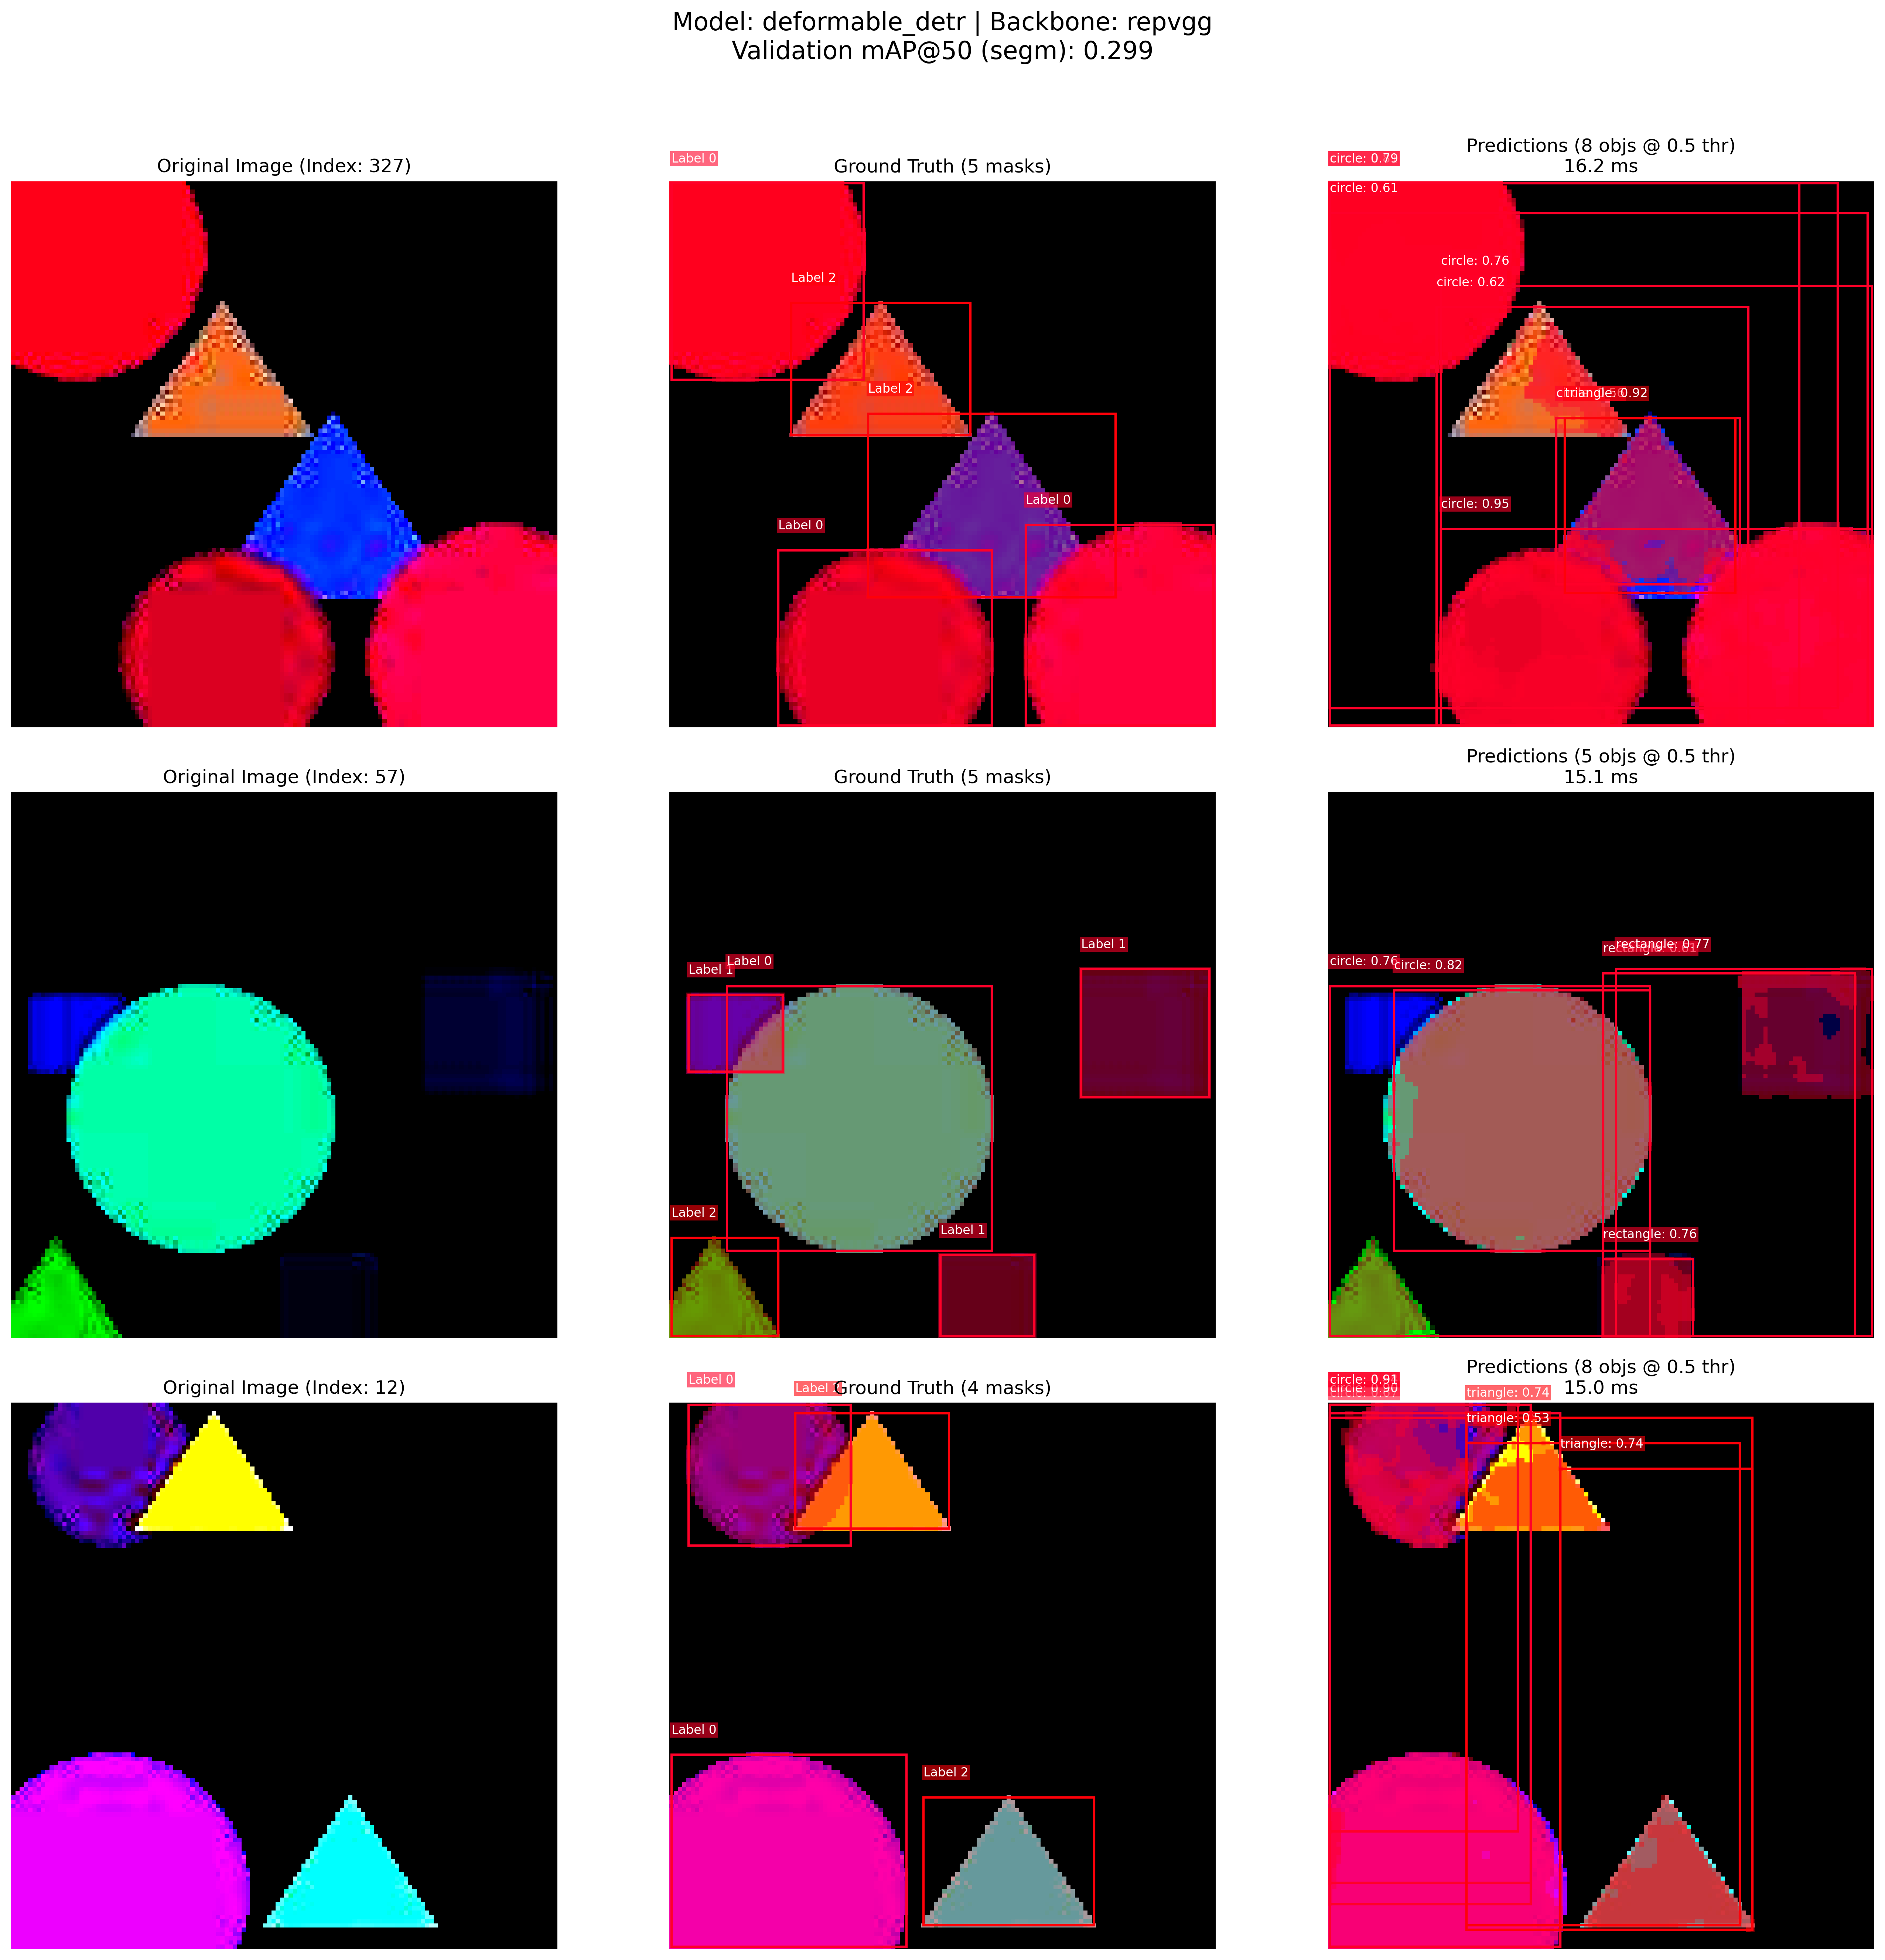 Model: deformable_detr | Backbone: repvgg
Validation mAP@50 (segm): 0.299
Original Image (Index: 327)
Ground Truth (5 masks)
Predictions (8 objs @ 0.5 thr)
16.2 ms
Label 0
Label 2
Label 2
Label 0
Label 0
circle: 0.79
circle: 0.61
circle: 0.76
circle: 0.62
triangle: 0.92
circle: 0.95
Original Image (Index: 57)
Ground Truth (5 masks)
Predictions (5 objs @ 0.5 thr)
15.1 ms
Label 1
Label 1
Label 0
Label 2
Label 1
rectangle: 0.77
circle: 0.76
circle: 0.82
rectangle: 0.76
Original Image (Index: 12)
Ground Truth (4 masks)
Predictions (8 objs @ 0.5 thr)
15.0 ms
Label 0
Label
Label 0
Label 2
circle: 0.91
triangle: 0.74
triangle: 0.53
triangle: 0.74